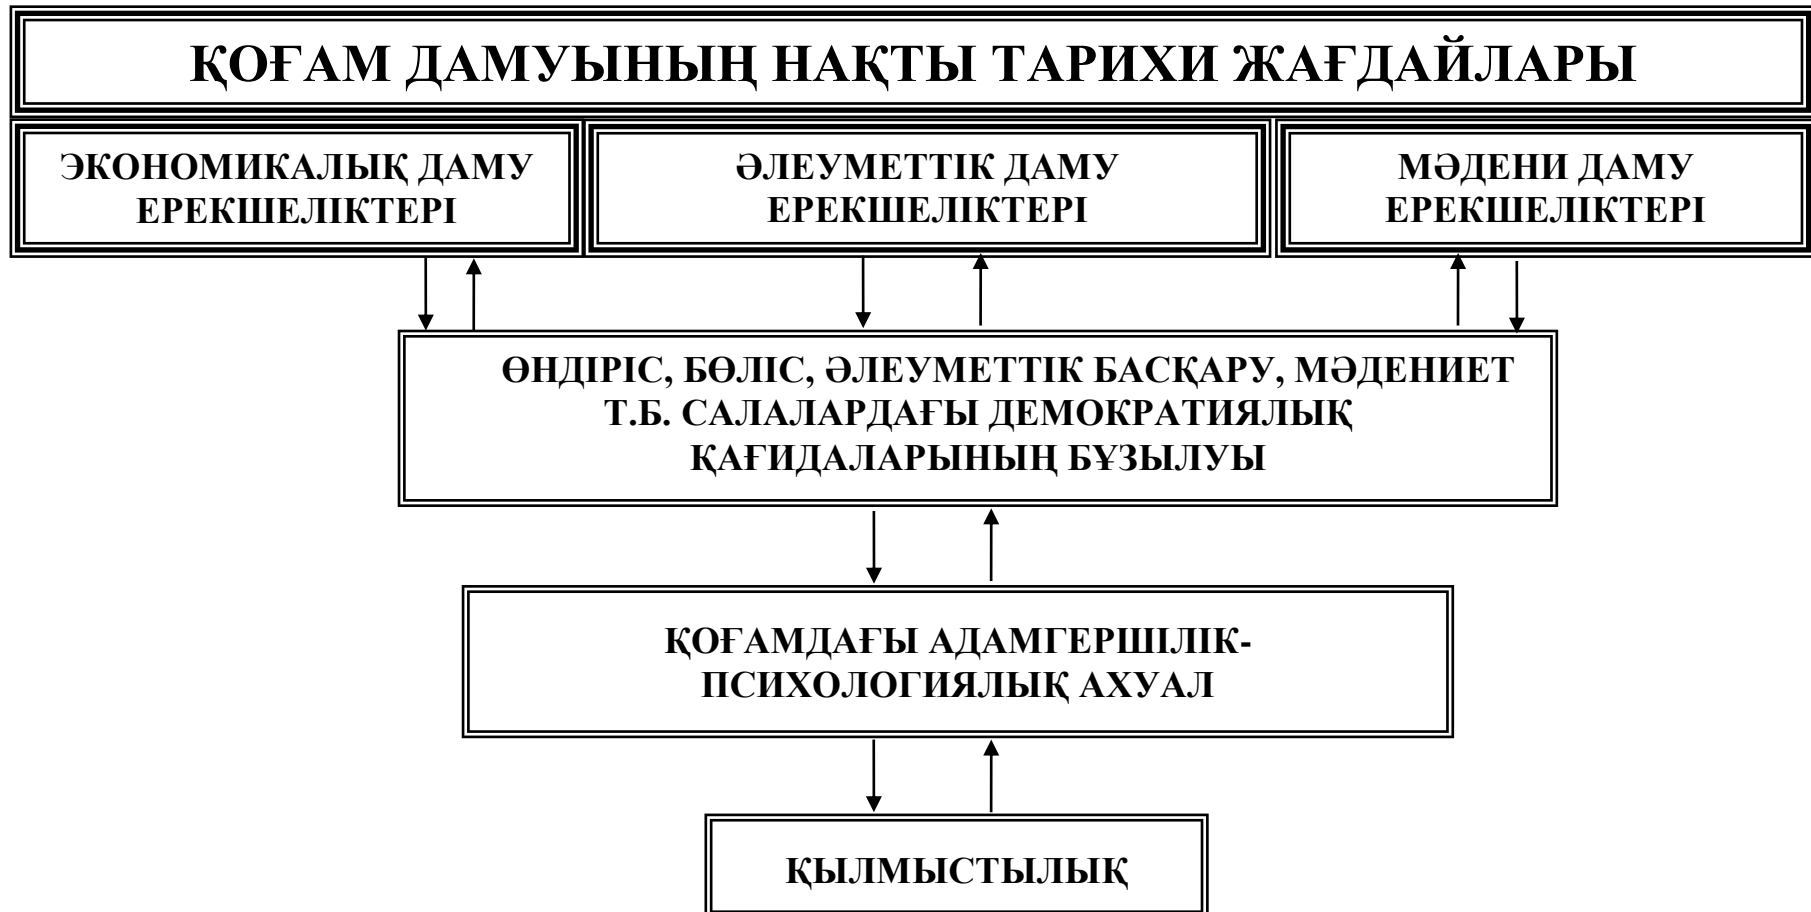 ҚОҒАМ ДАМУЫНЫҢ НАҚТЫ ТАРИХИ ЖАҒДАЙЛАРЫ
ЭКОНОМИКАЛЫҚ ДАМУ
ЕРЕКШЕЛІКТЕРІ
ӘЛЕУМЕТТІК ДАМУ
ЕРЕКШЕЛІКТЕРІ
МӘДЕНИ ДАМУ
ЕРЕКШЕЛІКТЕРІ
ӨНДІРІС, БӨЛІС, ӘЛЕУМЕТТІК БАСҚАРУ, МӘДЕНИЕТ
Т.Б. САЛАЛАРДАҒЫ ДЕМОКРАТИЯЛЫҚ
ҚАҒИДАЛАРЫНЫҢ БҰЗЫЛУЫ
ҚОҒАМДАҒЫ АДАМГЕРШІЛІК-
ПСИХОЛОГИЯЛЫҚ АХУАЛ
ҚЫЛМЫСТЫЛЫҚ